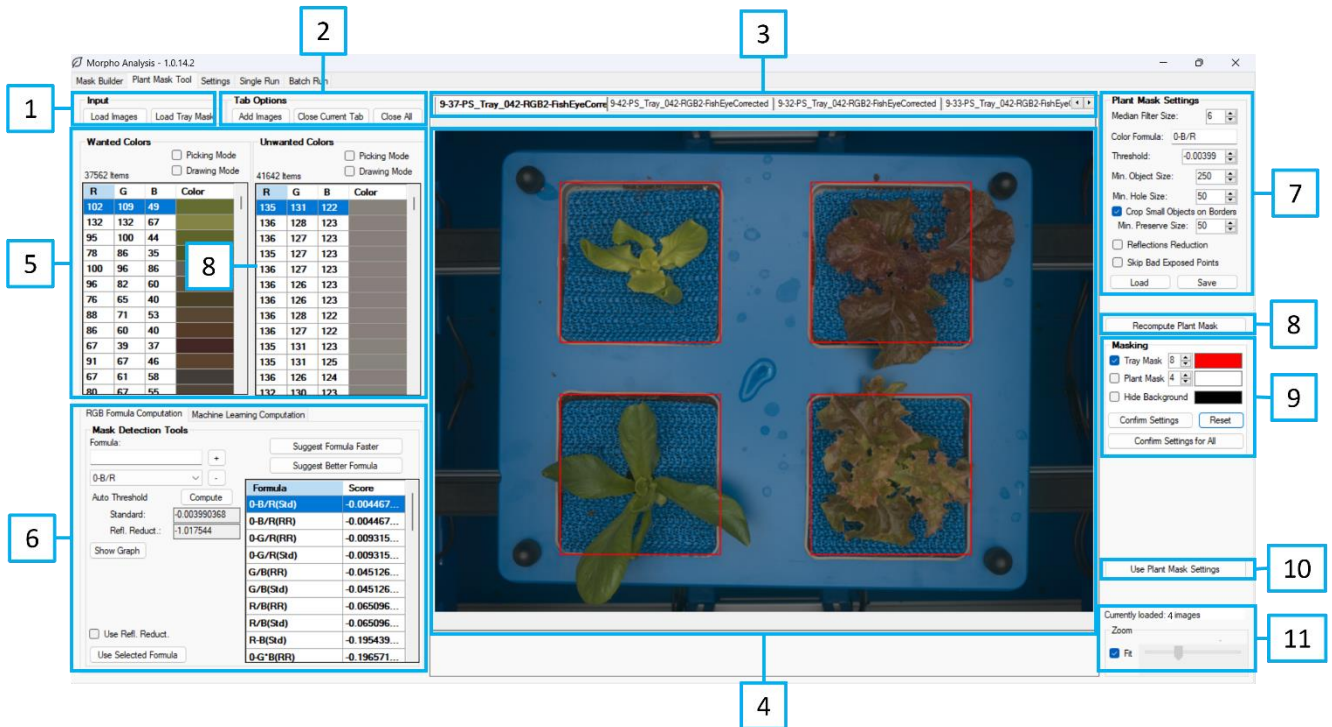 2
3
Morpho Analysis - 1.0.14.2
Mask Builder Plant Mask Tool Settings Single Run Batch Run
1
Input
Load Images Load Tray Mask
Tab Options
Add Images Close Current Tab Close All
9-37-PS_Tray_042-RGB2-FishEyeCorre 9-42-PS_Tray_042-RGB2-FishEyeCorrected 9-32-PS_Tray_042-RGB2-FishEyeCorrected 9-33-PS_Tray_042-RGB2-FishEyeC
5
Wanted Colors
Picking Mode
Drawing Mode
37562 Items
R G B Color
102 109 49
132 132 67
95 100 44
78 86 35
100 96 86
96 82 60
76 65 40
88 71 53
86 60 40
67 39 37
91 67 46
67 61 58
80 67 55
8
Unwanted Colors
Picking Mode
Drawing Mode
41642 Items
R G B Color
135 131 122
136 128 123
136 127 123
135 127 123
136 127 123
136 126 123
136 126 123
136 128 122
136 127 122
135 131 123
135 131 125
136 126 124
132 130 123
6
RGB Formula Computation Machine Learning Computation
Mask Detection Tools
Formula:
+
0-B/R
-
Auto Threshold Compute
Standard: -0.003990368
Refl. Reduct.: -1.017544
Show Graph
Use Refl. Reduct.
Use Selected Formula
Suggest Formula Faster
Suggest Better Formula
Formula Score
0-B/R(Std) -0.004467...
0-B/R(RR) -0.004467...
0-G/R(RR) -0.009315...
0-G/R(Std) -0.009315...
G/B(RR) -0.045126...
G/B(Std) -0.045126...
R/B(RR) -0.065096...
R/B(Std) -0.065096...
R-B(Std) -0.195439...
0-G*B(RR) -0.196571...
4
7
Plant Mask Settings
Median Filter Size: 6
Color Formula: 0-B/R
Threshold: -0.00399
Min. Object Size: 250
Min. Hole Size: 50
Crop Small Objects on Borders
Min. Preserve Size: 50
Reflections Reduction
Skip Bad Exposed Points
Load Save
Recompute Plant Mask
8
Masking
Tray Mask 8
Plant Mask 4
Hide Background
Confirm Settings Reset
Confirm Settings for All
9
Use Plant Mask Settings
10
Currently loaded: 4 images
Zoom
Fit
11